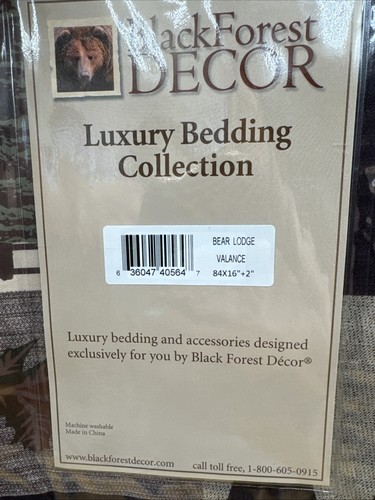 BlackForest
DECOR
Luxury Bedding
Collection
BEAR LODGE
VALANCE
84X16"+2"
6 36047 40564 7
Luxury bedding and accessories designed
exclusively for you by Black Forest Décor®
Machine washable
Made in China
www.blackforestdecor.com call toll free, 1-800-605-0915